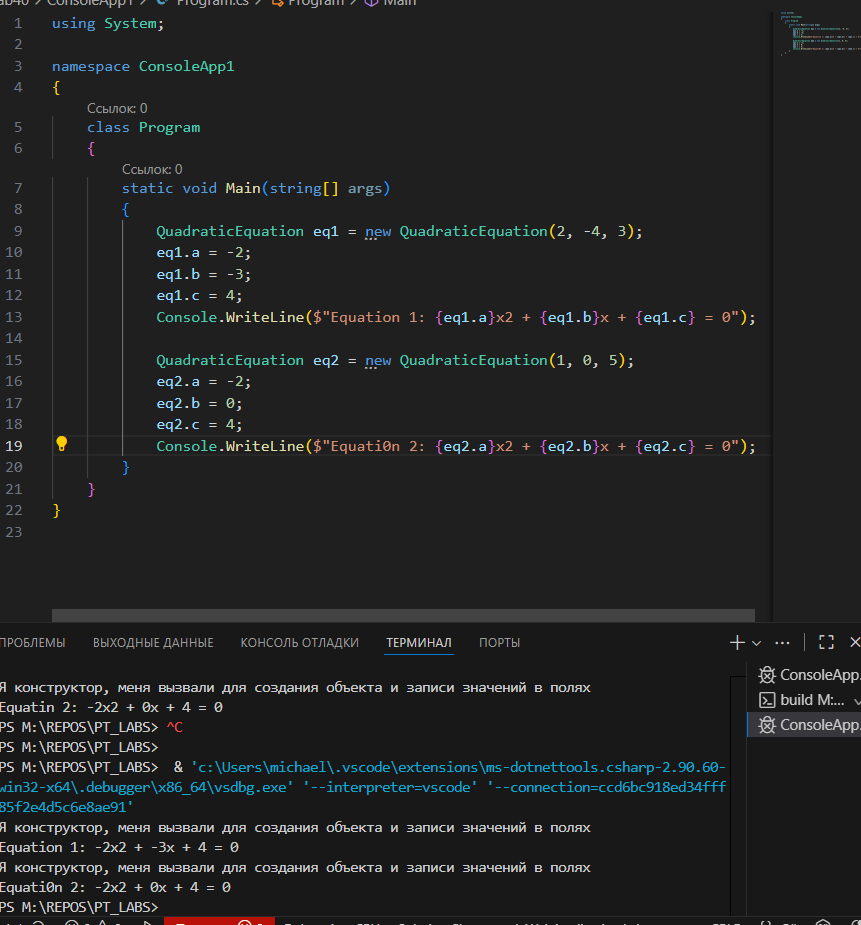 ConsoleApp1 > Program.cs > Program > Main
1 using System;
2
3 namespace ConsoleApp1
4 {
Ссылок: 0
5 class Program
6 {
Ссылок: 0
7 static void Main(string[] args)
8 {
9 QuadraticEquation eq1 = new QuadraticEquation(2, -4, 3);
10 eq1.a = -2;
11 eq1.b = -3;
12 eq1.c = 4;
13 Console.WriteLine($"Equation 1: {eq1.a}x2 + {eq1.b}x + {eq1.c} = 0");
14
15 QuadraticEquation eq2 = new QuadraticEquation(1, 0, 5);
16 eq2.a = -2;
17 eq2.b = 0;
18 eq2.c = 4;
19 Console.WriteLine($"Equati0n 2: {eq2.a}x2 + {eq2.b}x + {eq2.c} = 0");
20 }
21 }
22 }
23
ПРОБЛЕМЫ ВЫХОДНЫЕ ДАННЫЕ КОНСОЛЬ ОТЛАДКИ ТЕРМИНАЛ ПОРТЫ
Я конструктор, меня вызвали для создания объекта и записи значений в полях
Equatin 2: -2x2 + 0x + 4 = 0
PS M:\REPOS\PT_LABS> ^C
PS M:\REPOS\PT_LABS>
PS M:\REPOS\PT_LABS> & 'c:\Users\michael\.vscode\extensions\ms-dotnettools.csharp-2.90.60-
win32-x64\.debugger\x86_64\vsdbg.exe' '--interpreter=vscode' '--connection=ccd6bc918ed34fff
85f2e4d5c6e8ae91'
Я конструктор, меня вызвали для создания объекта и записи значений в полях
Equation 1: -2x2 + -3x + 4 = 0
Я конструктор, меня вызвали для создания объекта и записи значений в полях
Equati0n 2: -2x2 + 0x + 4 = 0
PS M:\REPOS\PT_LABS>
ConsoleApp.
build M:...
ConsoleApp.